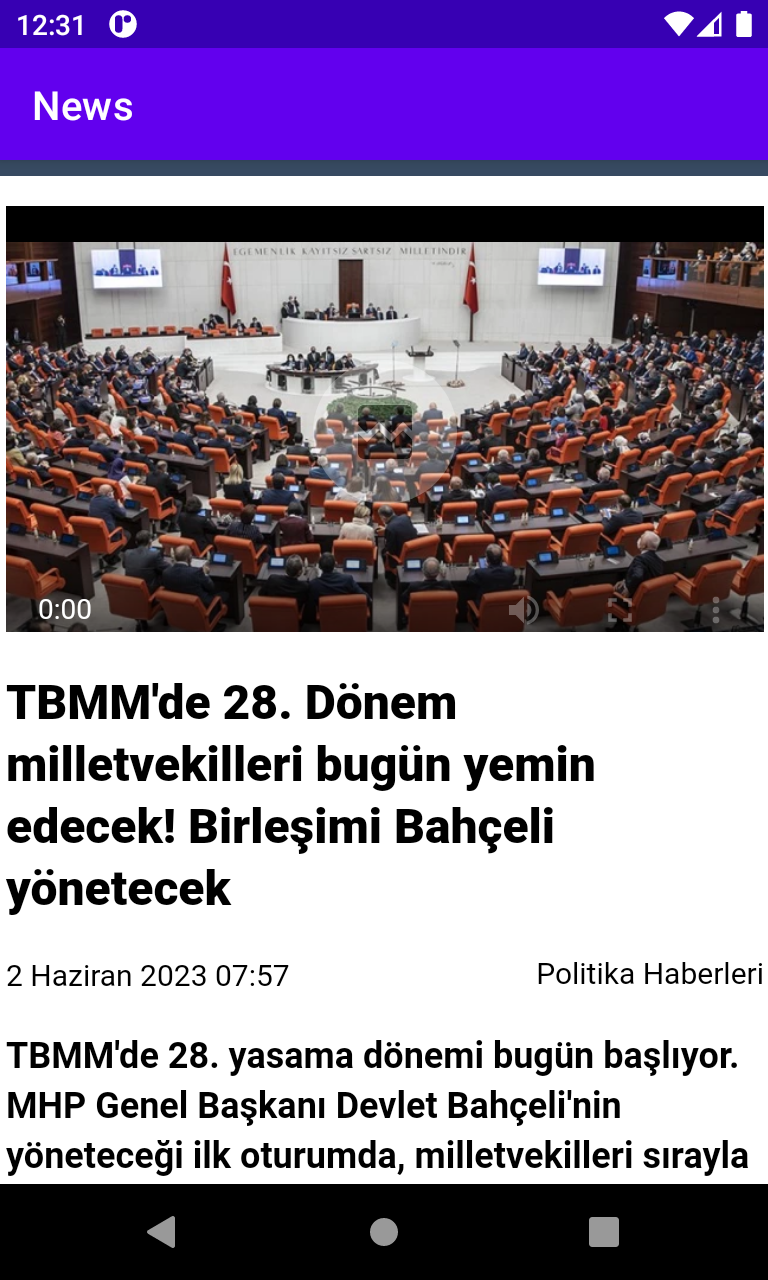 12:31
News
EGEMENLİK KAYITSIZ ŞARTSIZ MİLLETİNDİR
0:00
TBMM'de 28. Dönem
milletvekilleri bugün yemin
edecek! Birleşimi Bahçeli
yönetecek
2 Haziran 2023 07:57
Politika Haberleri
TBMM'de 28. yasama dönemi bugün başlıyor.
MHP Genel Başkanı Devlet Bahçeli'nin
yöneteceği ilk oturumda, milletvekilleri sırayla